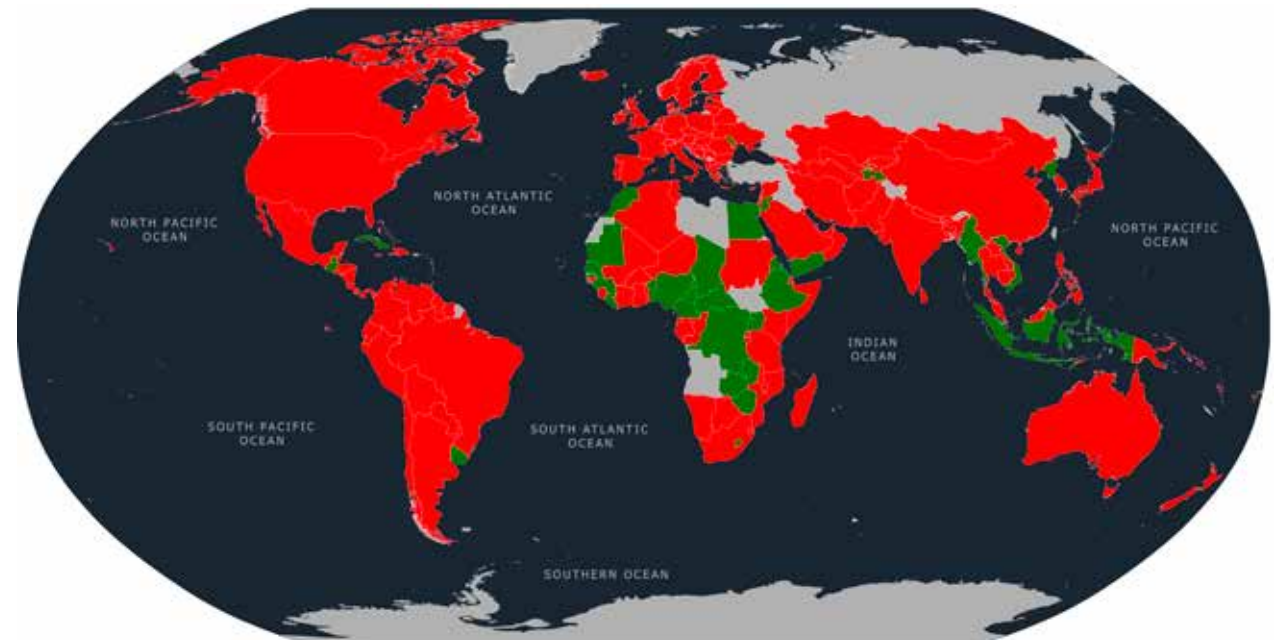 NORTH ATLANTIC
OCEAN
NORTH PACIFIC
OCEAN
NORTH PACIFIC
OCEAN
INDIAN
OCEAN
SOUTH PACIFIC
OCEAN
SOUTH ATLANTIC
OCEAN
SOUTHERN OCEAN